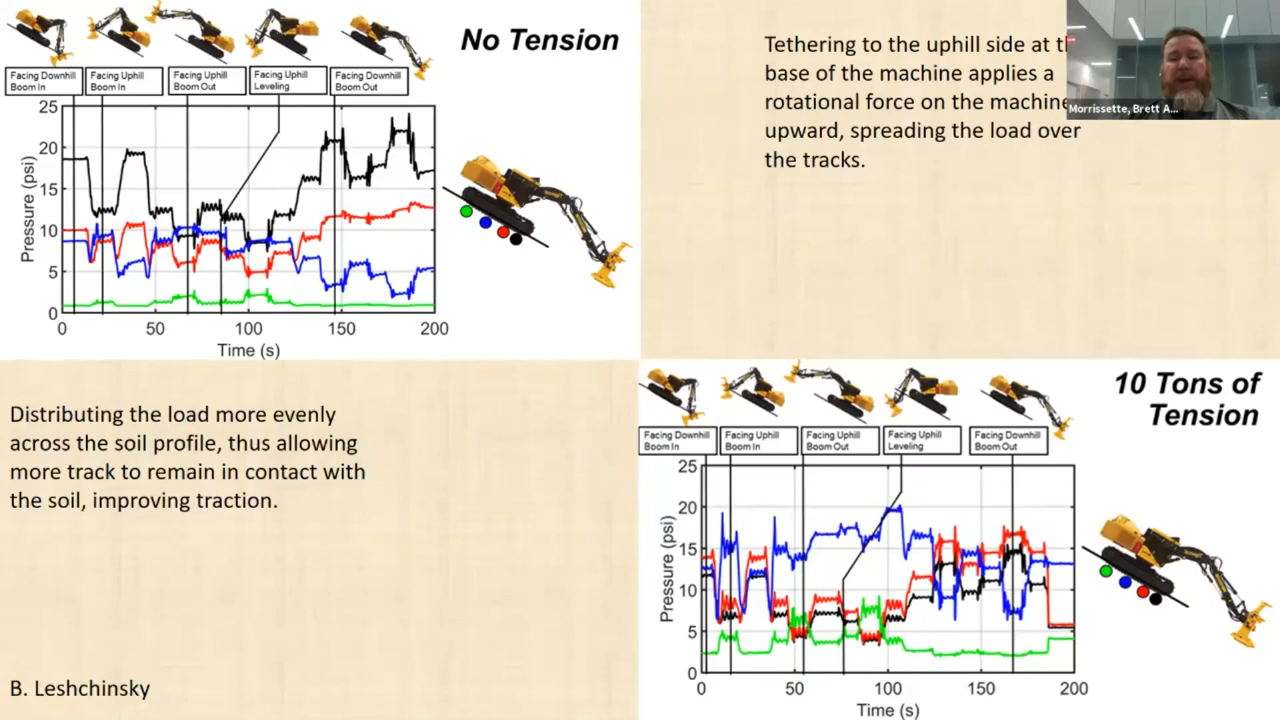 No Tension
Facing Downhill
Boom In
Facing Uphill
Boom In
Facing Uphill
Boom Out
Facing Uphill
Leveling
Facing Downhill
Boom Out
25
20
15
10
5
0
Pressure (psi)
0 50 100 150 200
Time (s)
Tethering to the uphill side at th
base of the machine applies a
rotational force on the machine
upward, spreading the load over
the tracks.
Morrissette, Brett A...
Distributing the load more evenly
across the soil profile, thus allowing
more track to remain in contact with
the soil, improving traction.
B. Leshchinsky
10 Tons of
Tension
Facing Downhill
Boom In
Facing Uphill
Boom In
Facing Uphill
Boom Out
Facing Uphill
Leveling
Facing Downhill
Boom Out
25
20
15
10
5
0
Pressure (psi)
0 50 100 150 200
Time (s)